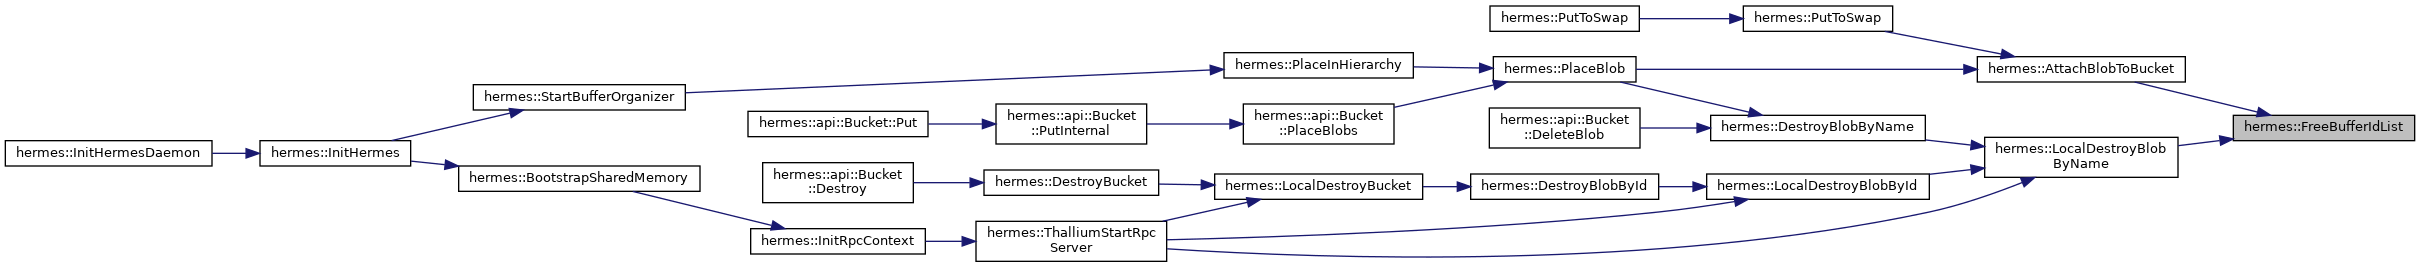 hermes::PutToSwap
hermes::PutToSwap
hermes::PlaceInHierarchy
hermes::PlaceBlob
hermes::AttachBlobToBucket
hermes::StartBufferOrganizer
hermes::api::Bucket::Put
hermes::api::Bucket
::PutInternal
hermes::api::Bucket
::PlaceBlobs
hermes::api::Bucket
::DeleteBlob
hermes::DestroyBlobByName
hermes::FreeBufferIdList
hermes::InitHermesDaemon
hermes::InitHermes
hermes::LocalDestroyBlob
ByName
hermes::BootstrapSharedMemory
hermes::api::Bucket
::Destroy
hermes::DestroyBucket
hermes::LocalDestroyBucket
hermes::DestroyBlobById
hermes::LocalDestroyBlobById
hermes::InitRpcContext
hermes::ThalliumStartRpc
Server